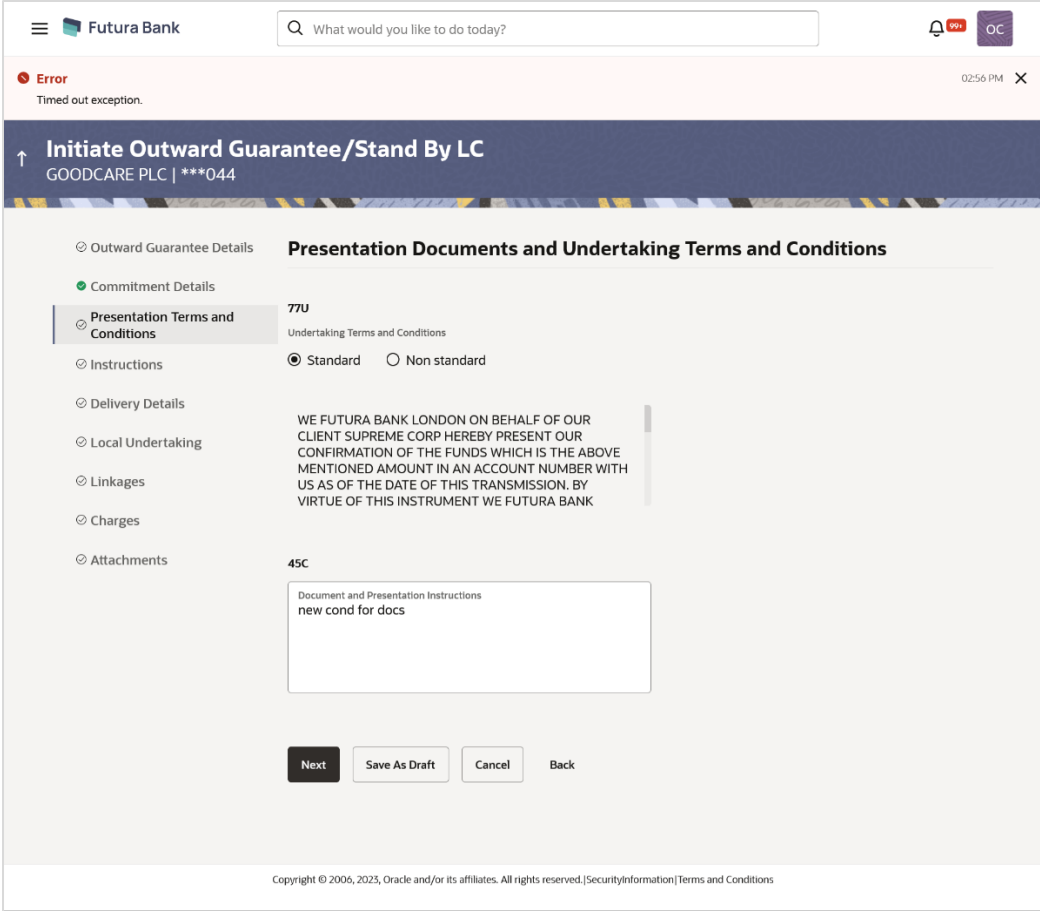 Futura Bank
What would you like to do today?
99+
OC
Error
02:56 PM
Timed out exception.
Initiate Outward Guarantee/Stand By LC
GOODCARE PLC | ***044
Outward Guarantee Details
Commitment Details
Presentation Terms and
Conditions
Instructions
Delivery Details
Local Undertaking
Linkages
Charges
Attachments
Presentation Documents and Undertaking Terms and Conditions
77U
Undertaking Terms and Conditions
Standard
Non standard
WE FUTURA BANK LONDON ON BEHALF OF OUR
CLIENT SUPREME CORP HEREBY PRESENT OUR
CONFIRMATION OF THE FUNDS WHICH IS THE ABOVE
MENTIONED AMOUNT IN AN ACCOUNT NUMBER WITH
US AS OF THE DATE OF THIS TRANSMISSION. BY
VIRTUE OF THIS INSTRUMENT WE FUTURA BANK
45C
Document and Presentation Instructions
new cond for docs
Next
Save As Draft
Cancel
Back
Copyright © 2006, 2023, Oracle and/or its affiliates. All rights reserved.|SecurityInformation|Terms and Conditions